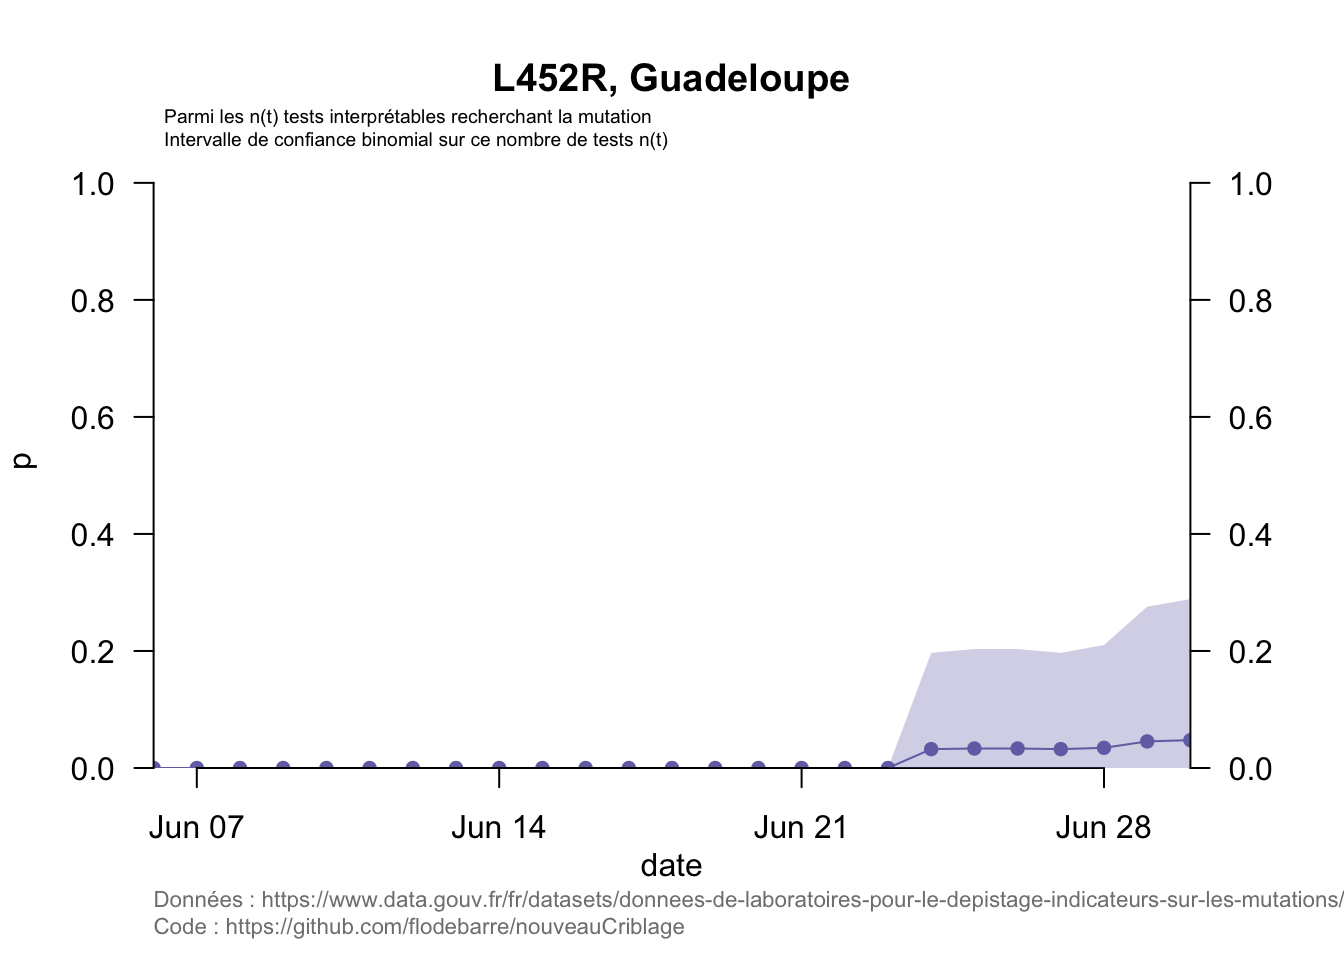 L452R, Guadeloupe
Parmi les n(t) tests interprétables recherchant la mutation
Intervalle de confiance binomial sur ce nombre de tests n(t)
1.0 1.0
0.8 0.8
0.6 0.6
p
0.4 0.4
0.2 0.2
0.0 0.0
Jun 07 Jun 14 Jun 21 Jun 28
date
Données : https://www.data.gouv.fr/fr/datasets/donnees-de-laboratoires-pour-le-depistage-indicateurs-sur-les-mutations/
Code : https://github.com/flodebarre/nouveauCriblage